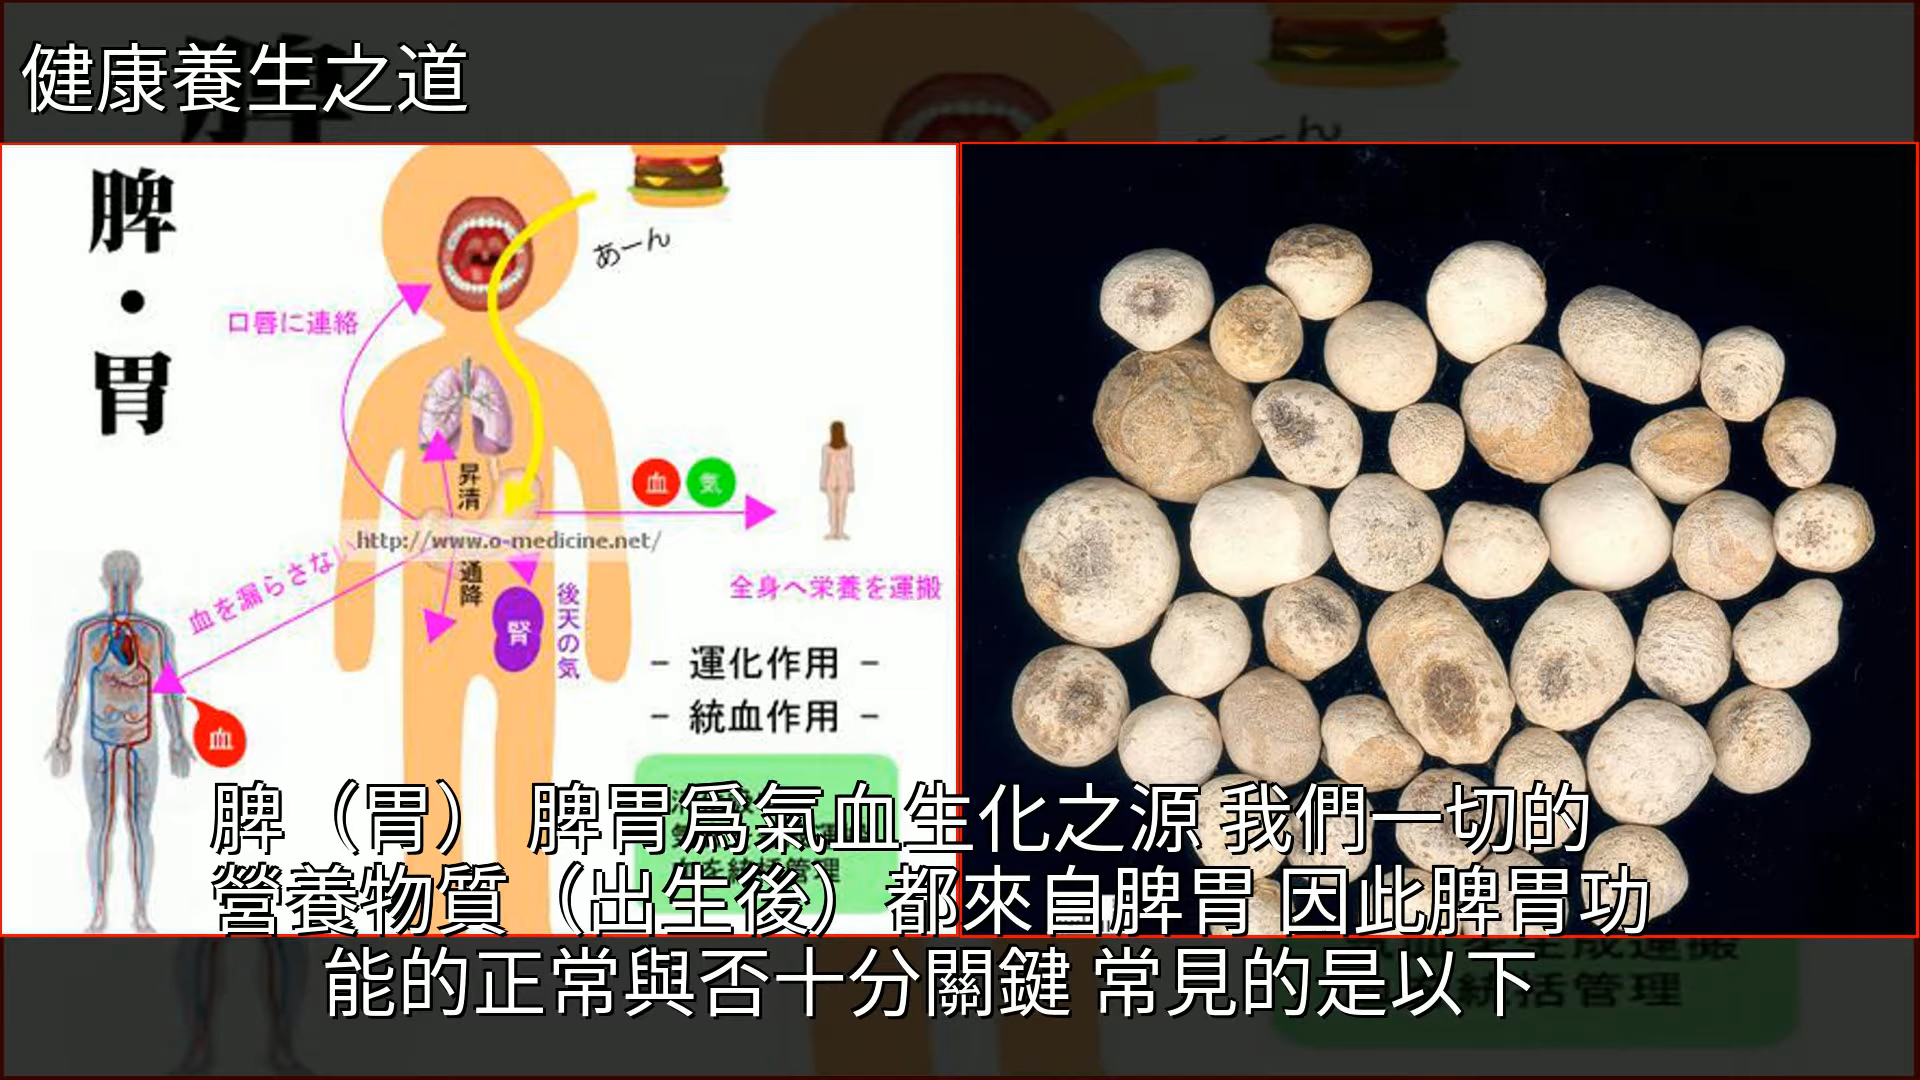 健康養生之道
脾・胃
あーん
口唇に連絡
昇清
血 気
http://www.o-medicine.net/
血を漏らさない
通降
腎
後天の気
全身へ栄養を運搬
- 運化作用 -
- 統血作用 -
血
脾（胃） 脾胃爲氣血生化之源 我們一切的
營養物質（出生後）都來自脾胃 因此脾胃功
能的正常與否十分關鍵 常見的是以下